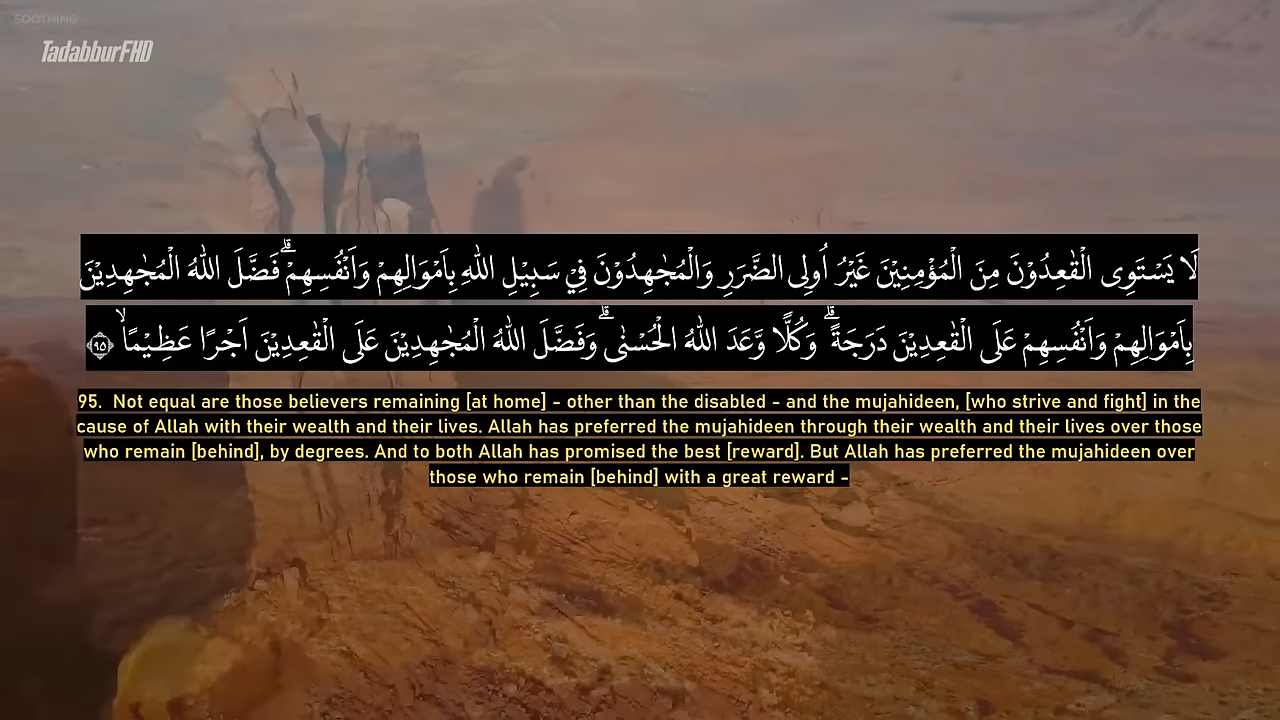 SOOTHING
TadabburFHD
لَا يَسْتَوِى الْقٰعِدُوْنَ مِنَ الْمُؤْمِنِيْنَ غَيْرُ اُولِى الضَّرَرِ وَالْمُجٰهِدُوْنَ فِيْ سَبِيْلِ اللّٰهِ بِاَمْوَالِهِمْ وَاَنْفُسِهِمْۗ فَضَّلَ اللّٰهُ الْمُجٰهِدِيْنَ
بِاَمْوَالِهِمْ وَاَنْفُسِهِمْ عَلَى الْقٰعِدِيْنَ دَرَجَةًۗ وَكُلًّا وَّعَدَ اللّٰهُ الْحُسْنٰىۗ وَفَضَّلَ اللّٰهُ الْمُجٰهِدِيْنَ عَلَى الْقٰعِدِيْنَ اَجْرًا عَظِيْمًاۙ ٩٥
95. Not equal are those believers remaining [at home] - other than the disabled - and the mujahideen, [who strive and fight] in the
cause of Allah with their wealth and their lives. Allah has preferred the mujahideen through their wealth and their lives over those
who remain [behind], by degrees. And to both Allah has promised the best [reward]. But Allah has preferred the mujahideen over
those who remain [behind] with a great reward -